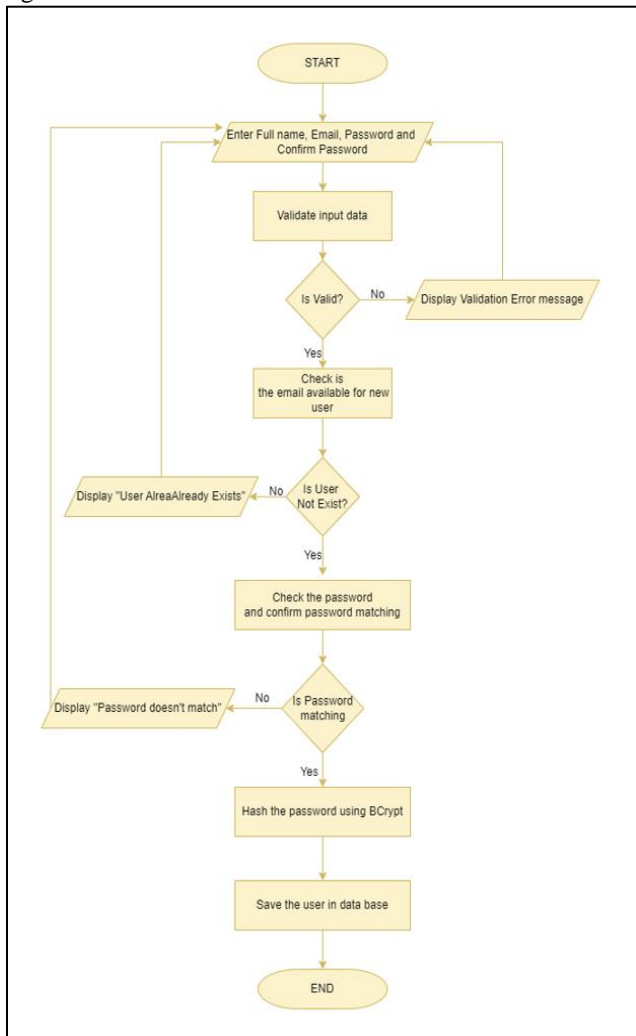 START
Enter Full name, Email, Password and
Confirm Password
Validate input data
Is Valid?
No
Display Validation Error message
Yes
Check is
the email available for new
user
Is User
Not Exist?
No
Display "User AlreaAlready Exists"
Yes
Check the password
and confirm password matching
Is Password
matching
No
Display "Password doesn't match"
Yes
Hash the password using BCrypt
Save the user in data base
END